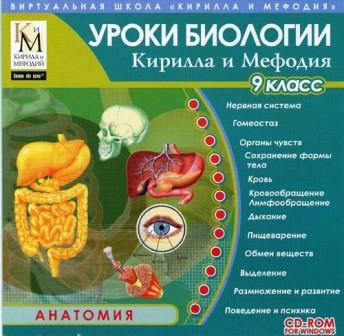 ВИРТУАЛЬНАЯ ШКОЛА «КИРИЛЛА И МЕФОДИЯ»
К и М
КИРИЛЛ и МЕФОДИЙ
УРОКИ БИОЛОГИИ
Кирилла и Мефодия
9 КЛАСС
Нервная система
Гомеостаз
Органы чувств
Сохранение формы
тела
Кровь
Кровообращение
Лимфообращение
Дыхание
Пищеварение
Обмен веществ
Выделение
Размножение и развитие
Поведение и психика
АНАТОМИЯ
CD-ROM
FOR WINDOWS